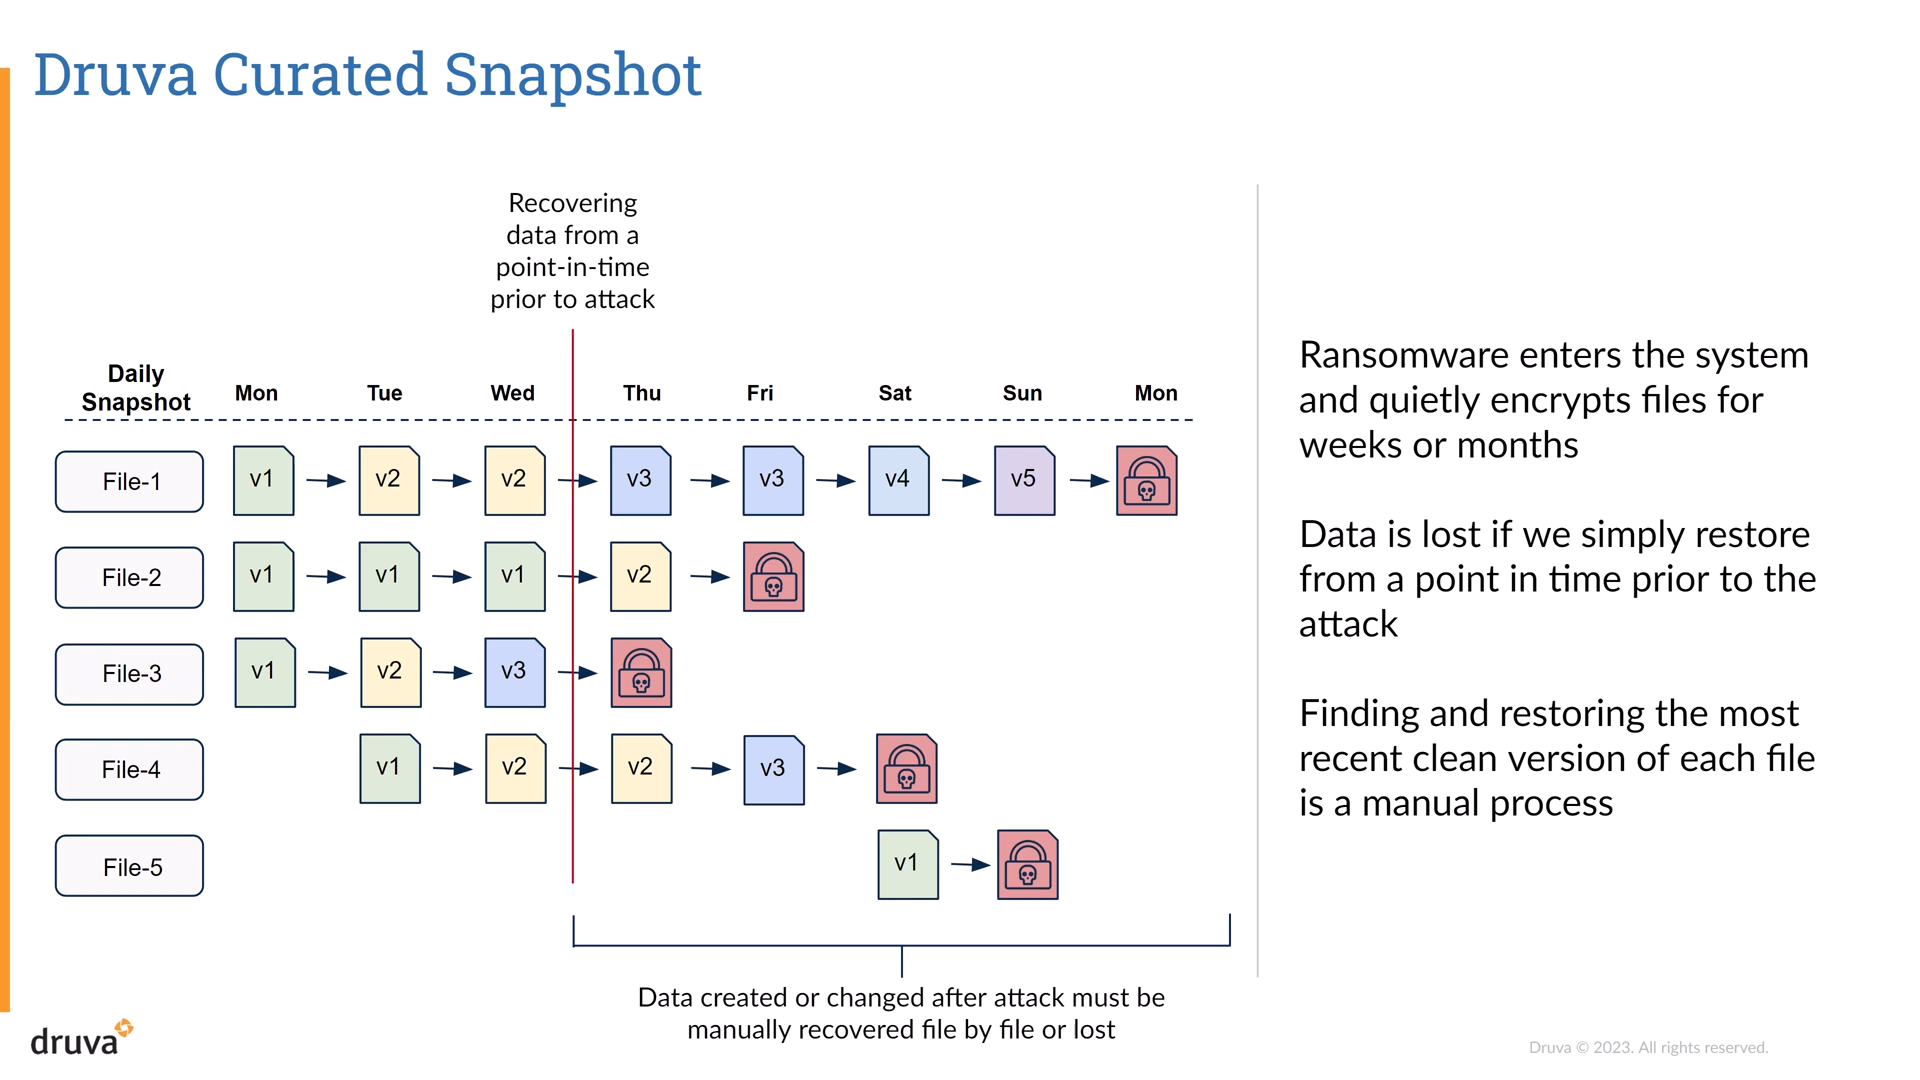 Druva Curated Snapshot
Recovering
data from a
point-in-time
prior to attack
Daily
Snapshot
Mon Tue Wed Thu Fri Sat Sun Mon
File-1 v1 v2 v2 v3 v3 v4 v5
File-2 v1 v1 v1 v2
File-3 v1 v2 v3
File-4 v1 v2 v2 v3
File-5 v1
Data created or changed after attack must be
manually recovered file by file or lost
Ransomware enters the system
and quietly encrypts files for
weeks or months
Data is lost if we simply restore
from a point in time prior to the
attack
Finding and restoring the most
recent clean version of each file
is a manual process
druva
Druva © 2023. All rights reserved.